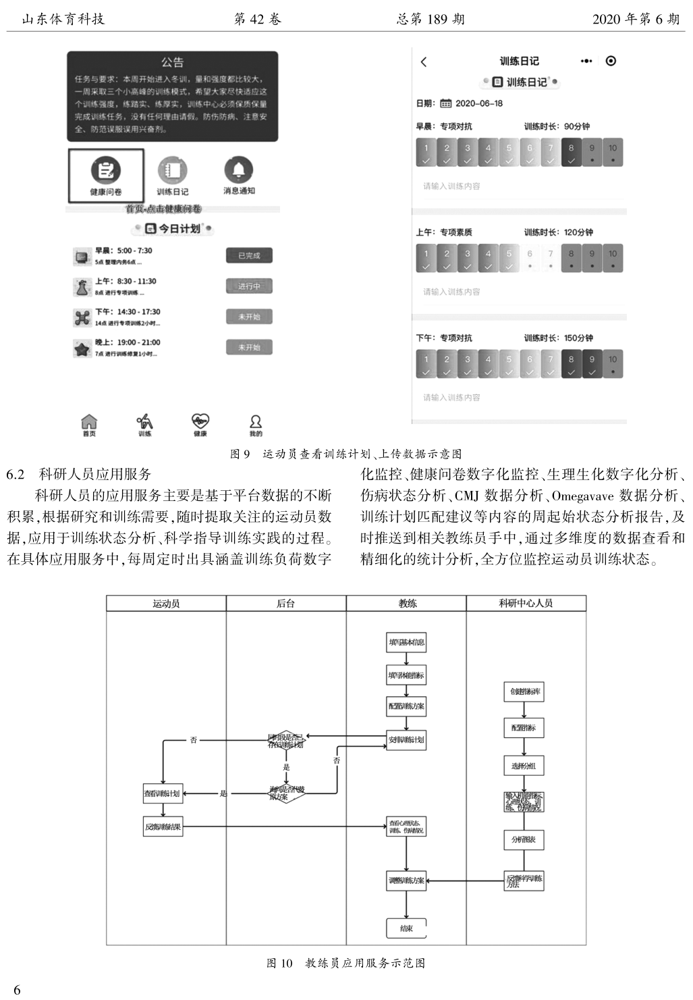 山东体育科技 第 42 卷 总第 189 期 2020 年第 6 期
公告
任务与要求：本周开始进入冬训，量和强度都比较大，
一周采取三个小高峰的训练模式，希望大家尽快适应这
个训练强度，练踏实、练厚实，训练中心必须保质保量
完成训练任务，没有任何理由请假。防伤防病、注意安
全、防范误服误用兴奋剂。
健康问卷 训练日记 消息通知
首页-点击健康问卷
今日计划
早晨：5:00 - 7:30
5点 整理内务6点 ...
已完成
上午：8:30 - 11:30
8点 进行专项训练 ...
进行中
下午：14:30 - 17:30
14点 进行专项训练2小时...
未开始
晚上：19:00 - 21:00
7点 进行训练修复1小时...
未开始
首页 训练 健康 我的
训练日记
训练日记
日期： 2020-06-18
早晨：专项对抗 训练时长：90分钟
1 2 3 4 5 6 7 8 9 10
请输入训练内容
上午：专项素质 训练时长：120分钟
1 2 3 4 5 6 7 8 9 10
请输入训练内容
下午：专项对抗 训练时长：150分钟
1 2 3 4 5 6 7 8 9 10
请输入训练内容
图 9 运动员查看训练计划、上传数据示意图
6.2 科研人员应用服务
科研人员的应用服务主要是基于平台数据的不断
积累，根据研究和训练需要，随时提取关注的运动员数
据，应用于训练状态分析、科学指导训练实践的过程。
在具体应用服务中，每周定时出具涵盖训练负荷数字
化监控、健康问卷数字化监控、生理生化数字化分析、
伤病状态分析、CMJ 数据分析、Omegavave 数据分析、
训练计划匹配建议等内容的周起始状态分析报告，及
时推送到相关教练员手中，通过多维度的数据查看和
精细化的统计分析，全方位监控运动员训练状态。
运动员 后台 教练 科研中心人员
填写基本信息
填写体能指标
配置训练方案
安排训练计划
同时段是否已
存在训练计划
否
是
否
询问是否代替
原方案
是
查看训练计划
反馈训练结果
查看心理状态、
训练、伤病情况
调整训练方案
结束
创建指标库
配置指标
选择分组
输入机能指标、
心理状态、训
练、伤病情况
分析图表
反馈科学训练
方法
图 10 教练员应用服务示范图
6